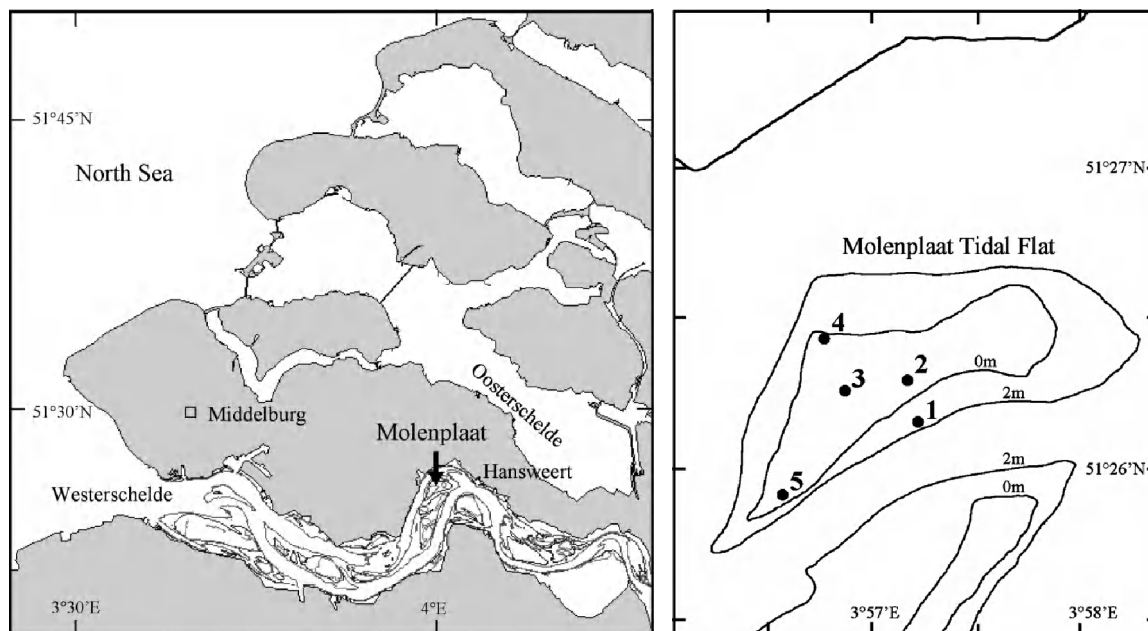 51°45'N
North Sea
Oosterschelde
51°30'N
Middelburg
Molenplaat
Hansweert
Westerschelde
3°30'E
4°E
51°27'N
Molenplaat Tidal Flat
4
2
0m
3
1
2m
2m
51°26'N
5
0m
3°57'E
3°58'E